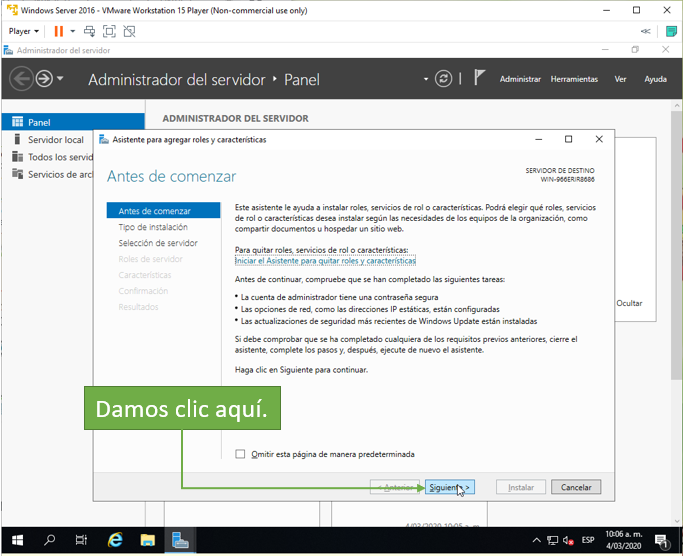 Windows Server 2016 - VMware Workstation 15 Player (Non-commercial use only)
Player
Administrador del servidor
Administrador del servidor ‣ Panel
Administrar Herramientas Ver Ayuda
Panel
Servidor local
Todos los servid
Servicios de arc
ADMINISTRADOR DEL SERVIDOR
Asistente para agregar roles y características
Antes de comenzar
SERVIDOR DE DESTINO
WIN-966ERIR8686
Antes de comenzar
Tipo de instalación
Selección de servidor
Roles de servidor
Características
Confirmación
Resultados
Este asistente le ayuda a instalar roles, servicios de rol o características. Podrá elegir qué roles, servicios
de rol o características desea instalar según las necesidades de los equipos de la organización, como
compartir documentos u hospedar un sitio web.
Para quitar roles, servicios de rol o características:
Iniciar el Asistente para quitar roles y características
Antes de continuar, compruebe que se han completado las siguientes tareas:
• La cuenta de administrador tiene una contraseña segura
• Las opciones de red, como las direcciones IP estáticas, están configuradas
• Las actualizaciones de seguridad más recientes de Windows Update están instaladas
Si debe comprobar que se ha completado cualquiera de los requisitos previos anteriores, cierre el
asistente, complete los pasos y, después, ejecute de nuevo el asistente.
Haga clic en Siguiente para continuar.
Ocultar
Damos clic aquí.
Omitir esta página de manera predeterminada
< Anterior Siguiente > Instalar Cancelar
4/03/2020 10:05 a. m.
ESP
10:06 a. m.
4/03/2020
1